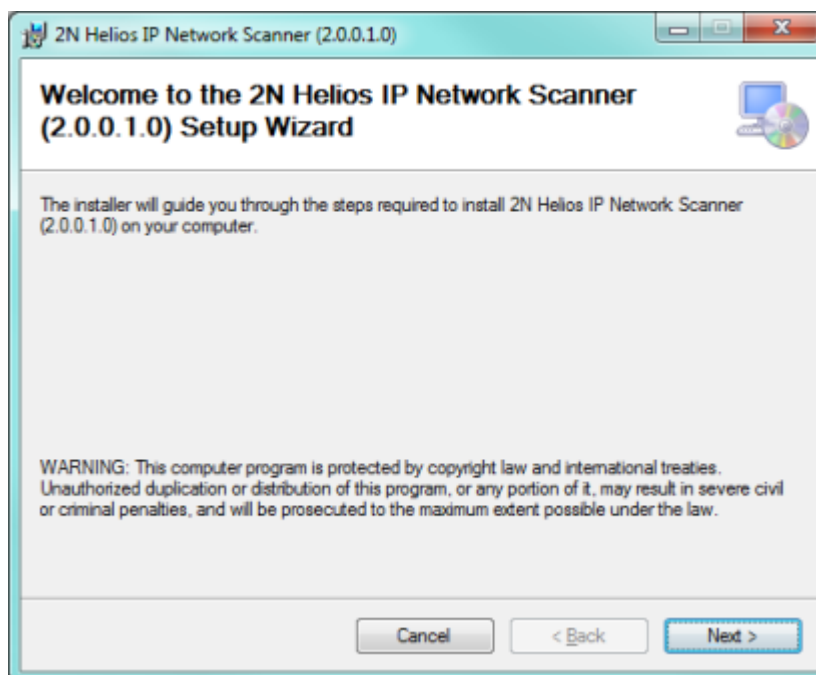 2N Helios IP Network Scanner (2.0.0.1.0)
Welcome to the 2N Helios IP Network Scanner
(2.0.0.1.0) Setup Wizard
The installer will guide you through the steps required to install 2N Helios IP Network Scanner
(2.0.0.1.0) on your computer.
WARNING: This computer program is protected by copyright law and international treaties.
Unauthorized duplication or distribution of this program, or any portion of it, may result in severe civil
or criminal penalties, and will be prosecuted to the maximum extent possible under the law.
Cancel < Back Next >